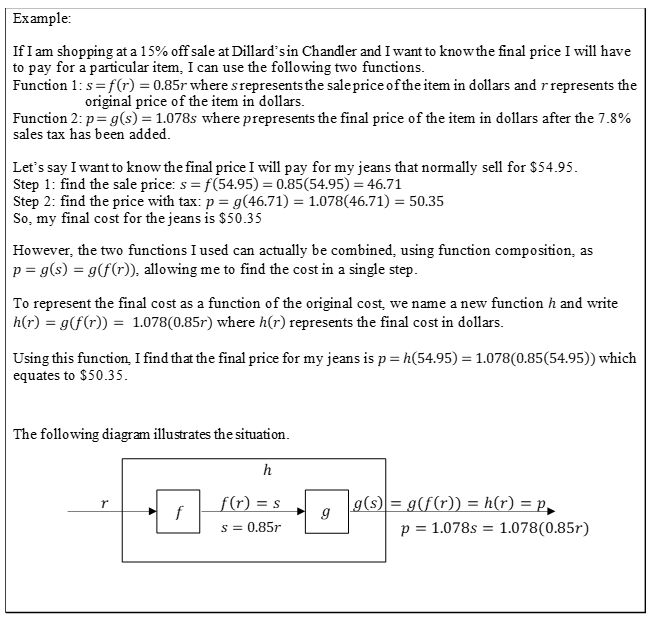 Example:
If I am shopping at a 15% off sale at Dillard's in Chandler and I want to know the final price I will have
to pay for a particular item, I can use the following two functions.
Function 1: s = f(r) = 0.85r where s represents the sale price of the item in dollars and r represents the
original price of the item in dollars.
Function 2: p = g(s) = 1.078s where p represents the final price of the item in dollars after the 7.8%
sales tax has been added.
Let's say I want to know the final price I will pay for my jeans that normally sell for $54.95.
Step 1: find the sale price: s = f(54.95) = 0.85(54.95) = 46.71
Step 2: find the price with tax: p = g(46.71) = 1.078(46.71) = 50.35
So, my final cost for the jeans is $50.35
However, the two functions I used can actually be combined, using function composition, as
p = g(s) = g(f(r)), allowing me to find the cost in a single step.
To represent the final cost as a function of the original cost, we name a new function h and write
h(r) = g(f(r)) = 1.078(0.85r) where h(r) represents the final cost in dollars.
Using this function, I find that the final price for my jeans is p = h(54.95) = 1.078(0.85(54.95)) which
equates to $50.35.
The following diagram illustrates the situation.
h
r
f
f(r) = s
s = 0.85r
g
g(s) = g(f(r)) = h(r) = p
p = 1.078s = 1.078(0.85r)